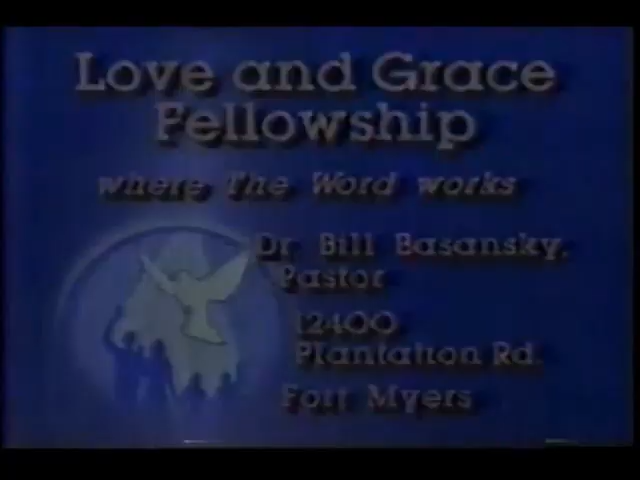 Love and Grace
Fellowship
where The Word works
Dr Bill Basansky,
Pastor
12400
Plantation Rd.
Fort Myers